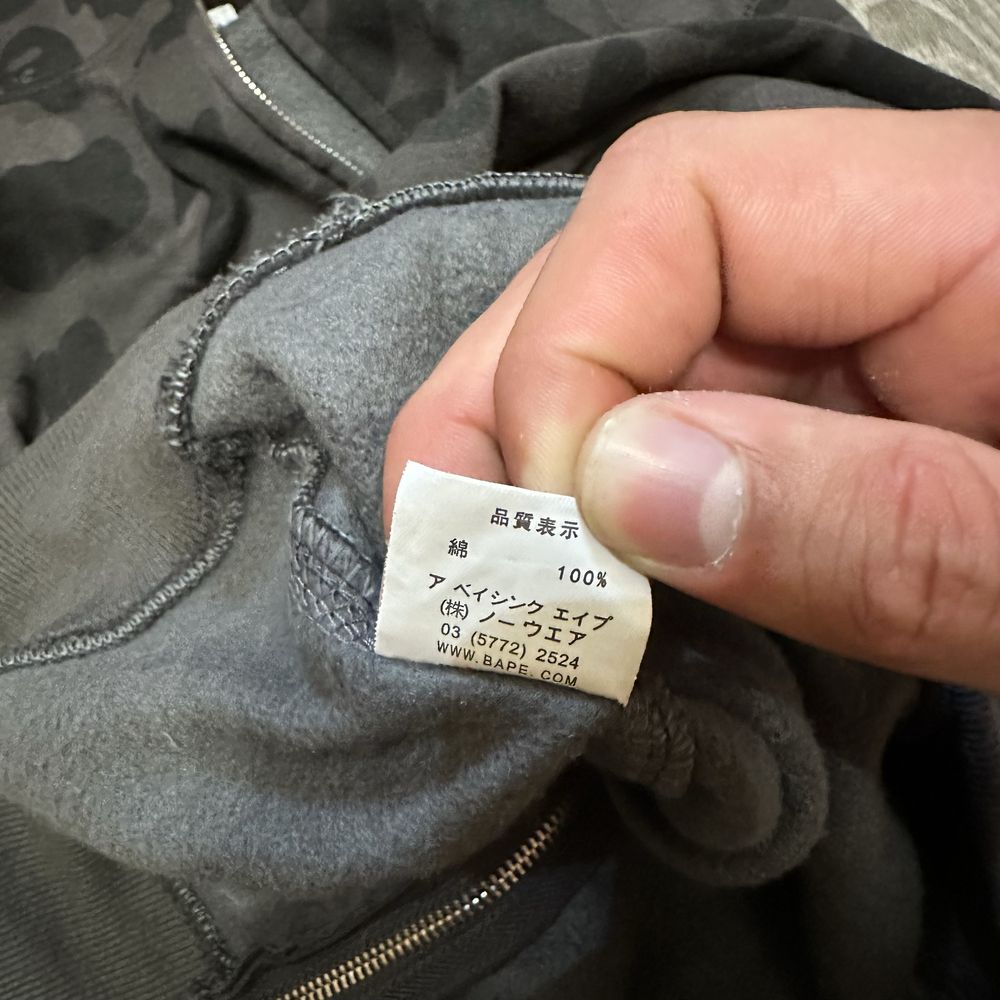 品質表示
綿
100%
ア ベイシンク エイプ
(株) ノーウエア
03 (5772) 2524
WWW.BAPE.COM